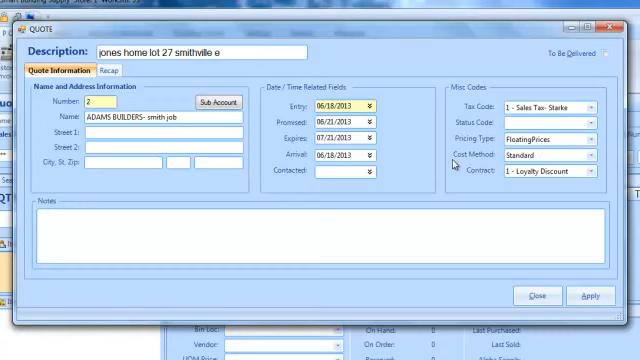 QUOTE
Description: jones home lot 27 smithville e
To Be Delivered
Quote Information Recap
Name and Address Information
Number: 2 Sub Account
ADAMS BUILDERS- smith job
Street 1:
Street 2:
City, St. Zip:
Date / Time Related Fields
Entry: 06/18/2013
Promised: 06/21/2013
Expires: 07/21/2013
Arrival: 06/18/2013
Contacted:
Misc Codes
Tax Code: 1 - Sales Tax- Starke
Status Code:
Pricing Type: FloatingPrices
Cost Method: Standard
Contract: 1 - Loyalty Discount
Notes
Close Apply
Bin Loc: On Hand: 0 Last Purchased:
Vendor: On Order: 0 Last Sold:
UOM Price: